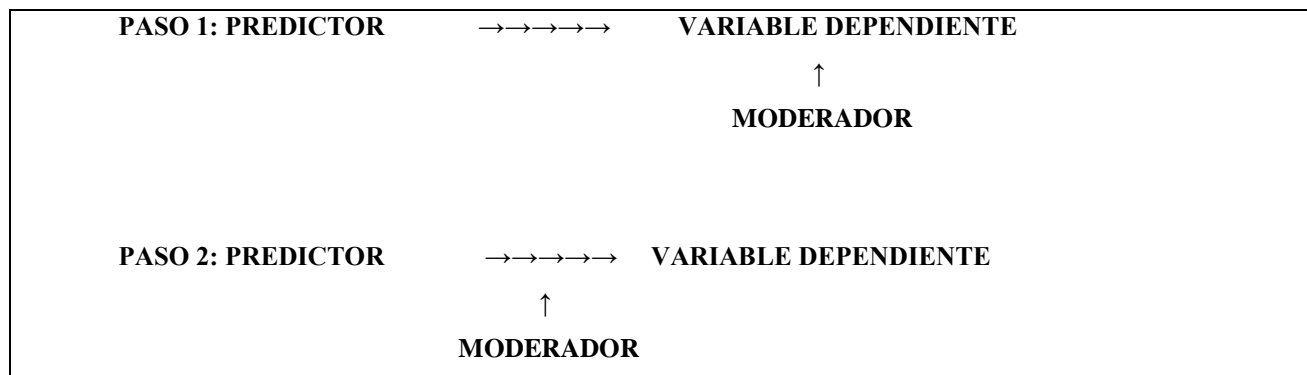 PASO 1: PREDICTOR →→→→→ VARIABLE DEPENDIENTE
↑
MODERADOR
PASO 2: PREDICTOR →→→→→ VARIABLE DEPENDIENTE
↑
MODERADOR